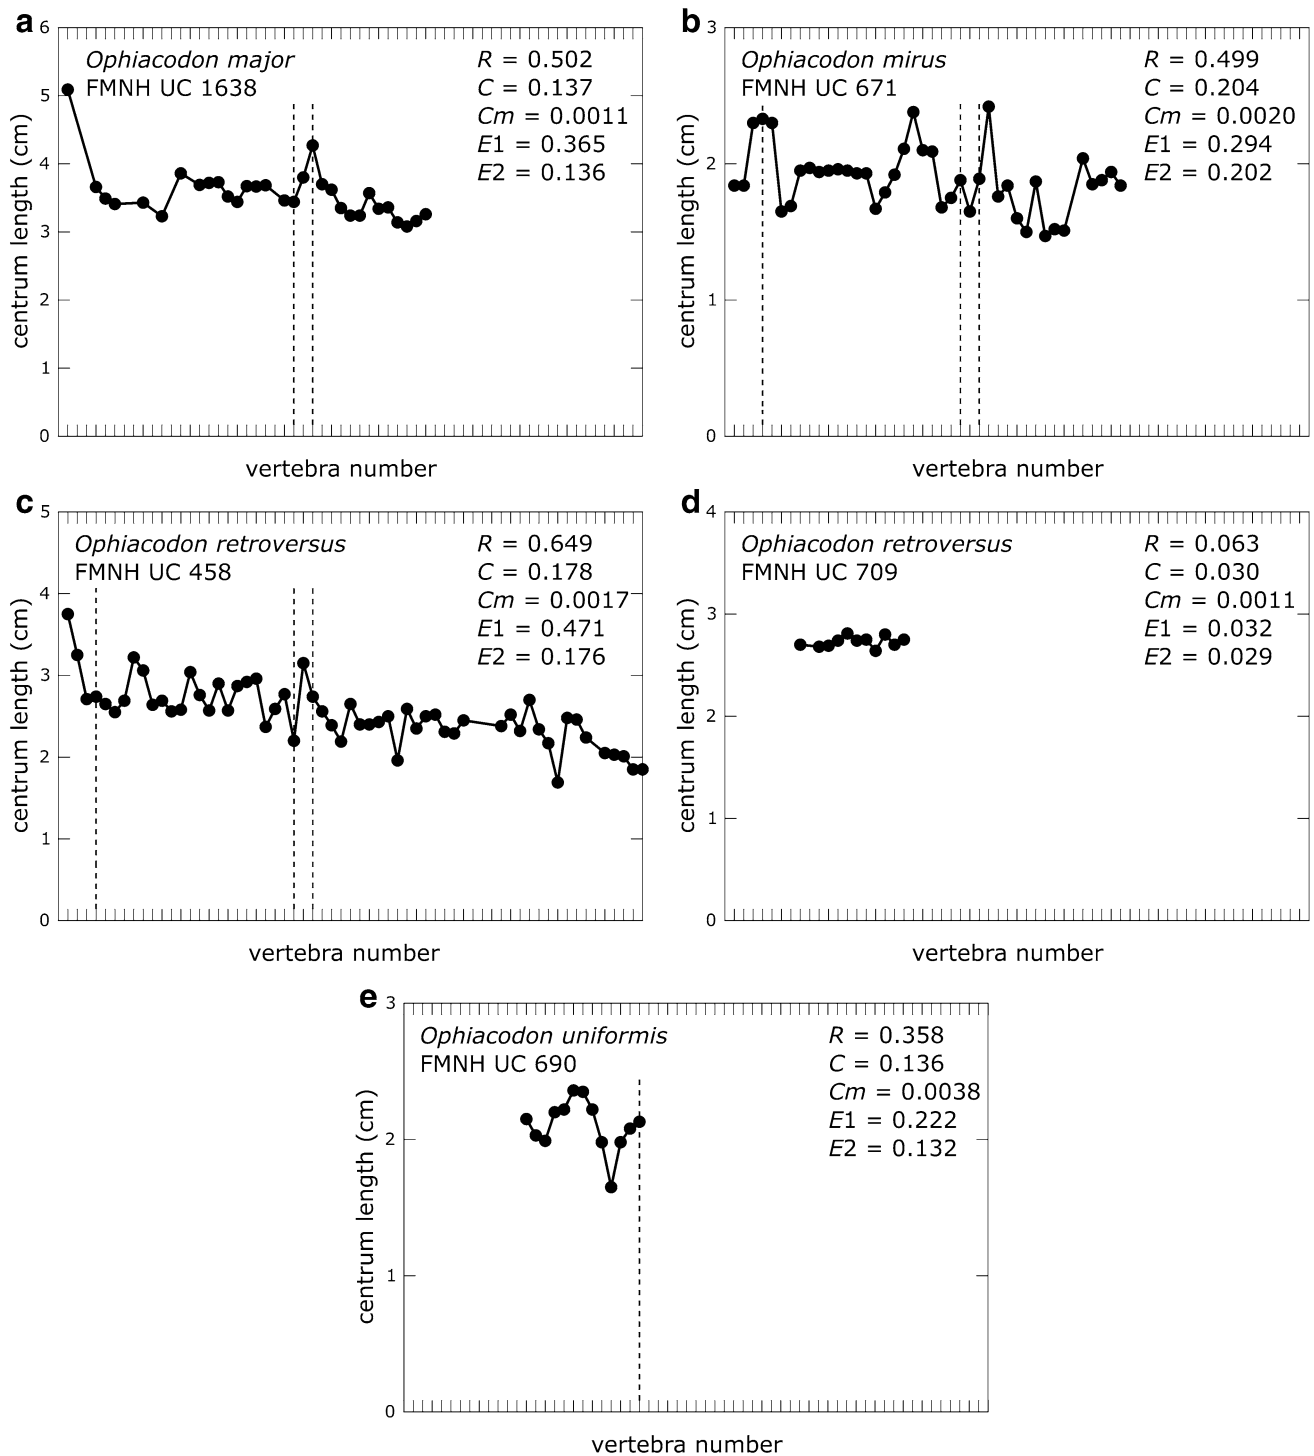 a
6
5
4
3
2
1
0
centrum length (cm)
Ophiacodon major
FMNH UC 1638
R = 0.502
C = 0.137
Cm = 0.0011
E1 = 0.365
E2 = 0.136
vertebra number
b
3
2
1
0
centrum length (cm)
Ophiacodon mirus
FMNH UC 671
R = 0.499
C = 0.204
Cm = 0.0020
E1 = 0.294
E2 = 0.202
vertebra number
c
5
4
3
2
1
0
centrum length (cm)
Ophiacodon retroversus
FMNH UC 458
R = 0.649
C = 0.178
Cm = 0.0017
E1 = 0.471
E2 = 0.176
vertebra number
d
4
3
2
1
0
centrum length (cm)
Ophiacodon retroversus
FMNH UC 709
R = 0.063
C = 0.030
Cm = 0.0011
E1 = 0.032
E2 = 0.029
vertebra number
e
3
2
1
0
centrum length (cm)
Ophiacodon uniformis
FMNH UC 690
R = 0.358
C = 0.136
Cm = 0.0038
E1 = 0.222
E2 = 0.132
vertebra number